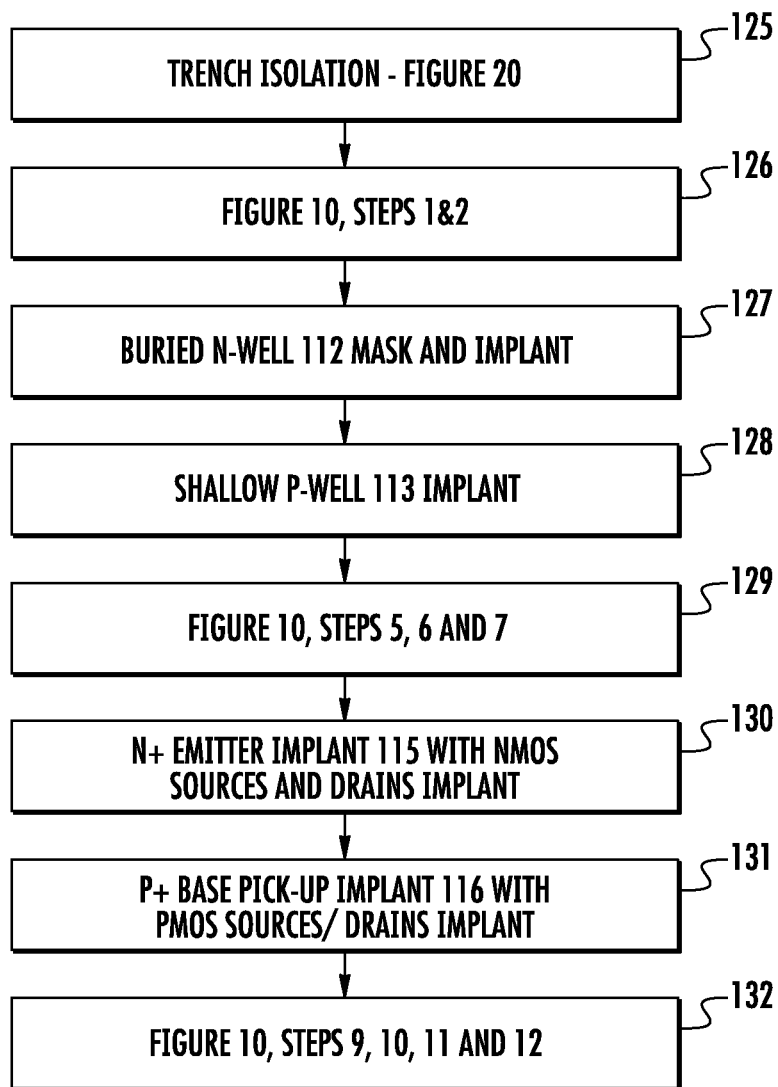 125
TRENCH ISOLATION - FIGURE 20
126
FIGURE 10, STEPS 1&2
127
BURIED N-WELL 112 MASK AND IMPLANT
128
SHALLOW P-WELL 113 IMPLANT
129
FIGURE 10, STEPS 5, 6 AND 7
130
N+ EMITTER IMPLANT 115 WITH NMOS
SOURCES AND DRAINS IMPLANT
131
P+ BASE PICK-UP IMPLANT 116 WITH
PMOS SOURCES/ DRAINS IMPLANT
132
FIGURE 10, STEPS 9, 10, 11 AND 12